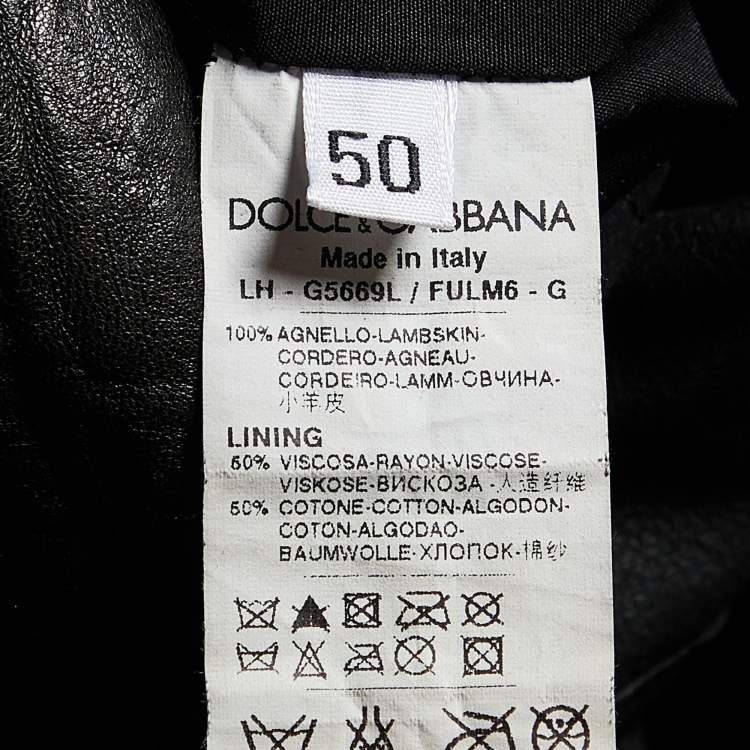 50
DOLCE & GABBANA
Made in Italy
LH - G5669L / FULM6 - G
100% AGNELLO-LAMBSKIN-
CORDERO-AGNEAU-
CORDEIRO-LAMM-ОВЧИНА-
小羊皮
LINING
50% VISCOSA-RAYON-VISCOSE-
VISKOSE-ВИСКОЗА -人造纤维
50% COTONE-COTTON-ALGODON-
COTON-ALGODAO-
BAUMWOLLE-ХЛОПОК-棉纱